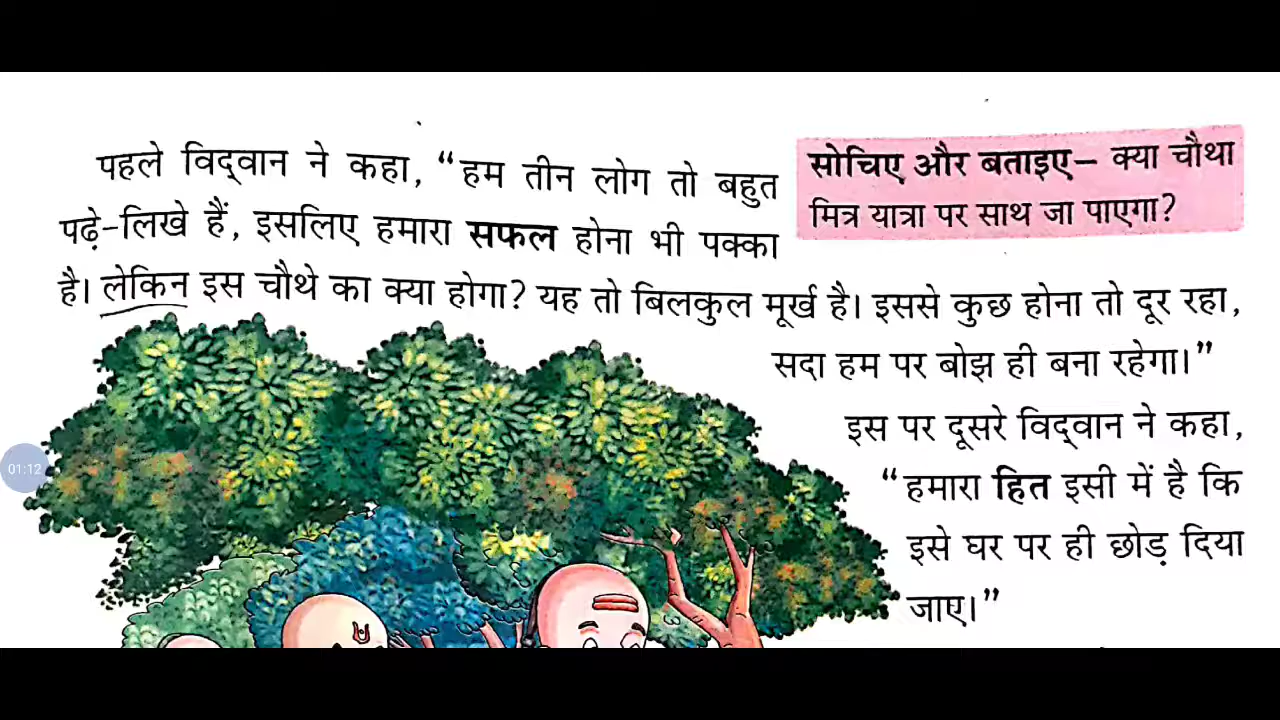 पहले विद्‌वान ने कहा, “हम तीन लोग तो बहुत
पढ़े-लिखे हैं, इसलिए हमारा सफल होना भी पक्का
सोचिए और बताइए– क्या चौथा
मित्र यात्रा पर साथ जा पाएगा?
है। लेकिन इस चौथे का क्या होगा? यह तो बिलकुल मूर्ख है। इससे कुछ होना तो दूर रहा,
सदा हम पर बोझ ही बना रहेगा।”
इस पर दूसरे विद्‌वान ने कहा,
“हमारा हित इसी में है कि
इसे घर पर ही छोड़ दिया
जाए।”
01:12